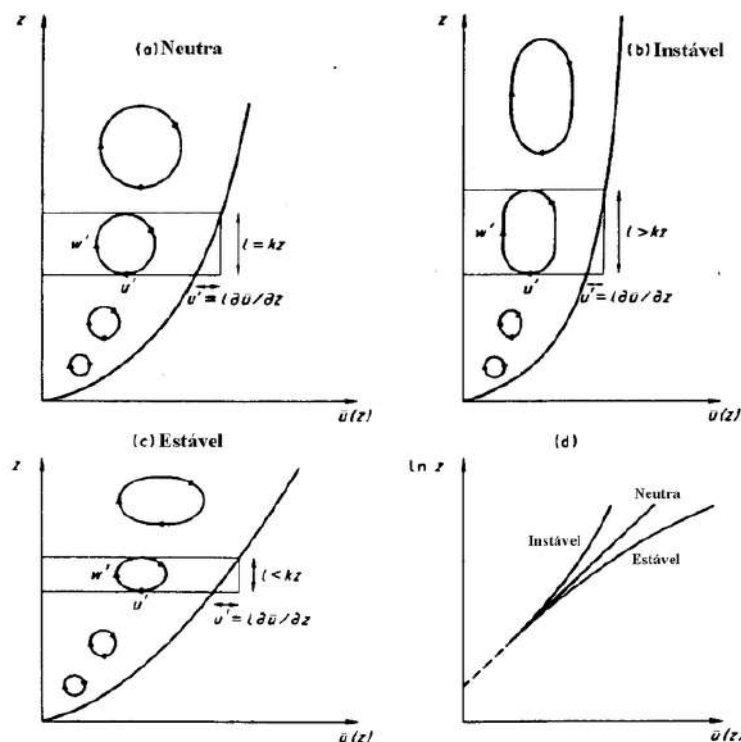 z
(a) Neutra
w'
l = kz
u'
u' = l∂ū/∂z
ū(z)
z
(b) Instável
w'
l > kz
u'
u' = l∂ū/∂z
ū(z)
(c) Estável
z
w'
l < kz
u'
u' = l∂ū/∂z
ū(z)
(d)
ln z
Neutra
Instável
Estável
ū(z)